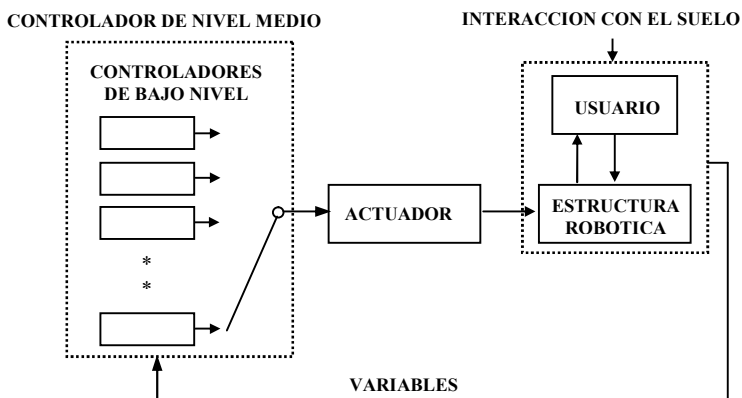 CONTROLADOR DE NIVEL MEDIO
INTERACCION CON EL SUELO
CONTROLADORES
DE BAJO NIVEL
USUARIO
ACTUADOR
ESTRUCTURA
ROBOTICA
*
*
VARIABLES